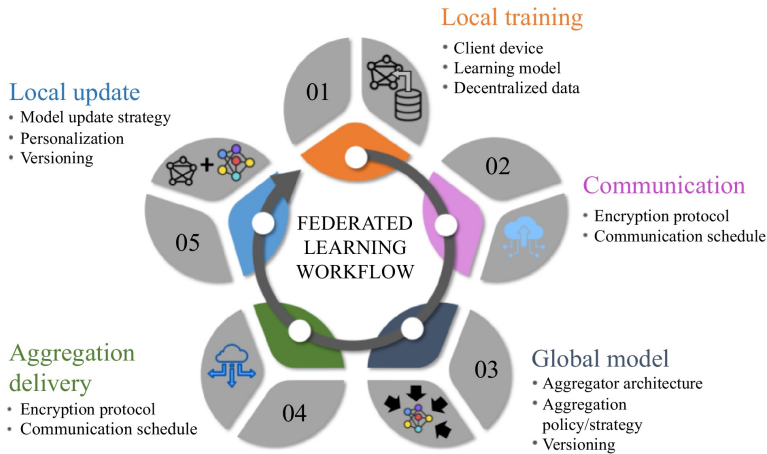 Local training
• Client device
• Learning model
• Decentralized data
01
02
Communication
• Encryption protocol
• Communication schedule
03
Global model
• Aggregator architecture
• Aggregation
policy/strategy
• Versioning
04
Aggregation
delivery
• Encryption protocol
• Communication schedule
05
Local update
• Model update strategy
• Personalization
• Versioning
+
FEDERATED
LEARNING
WORKFLOW